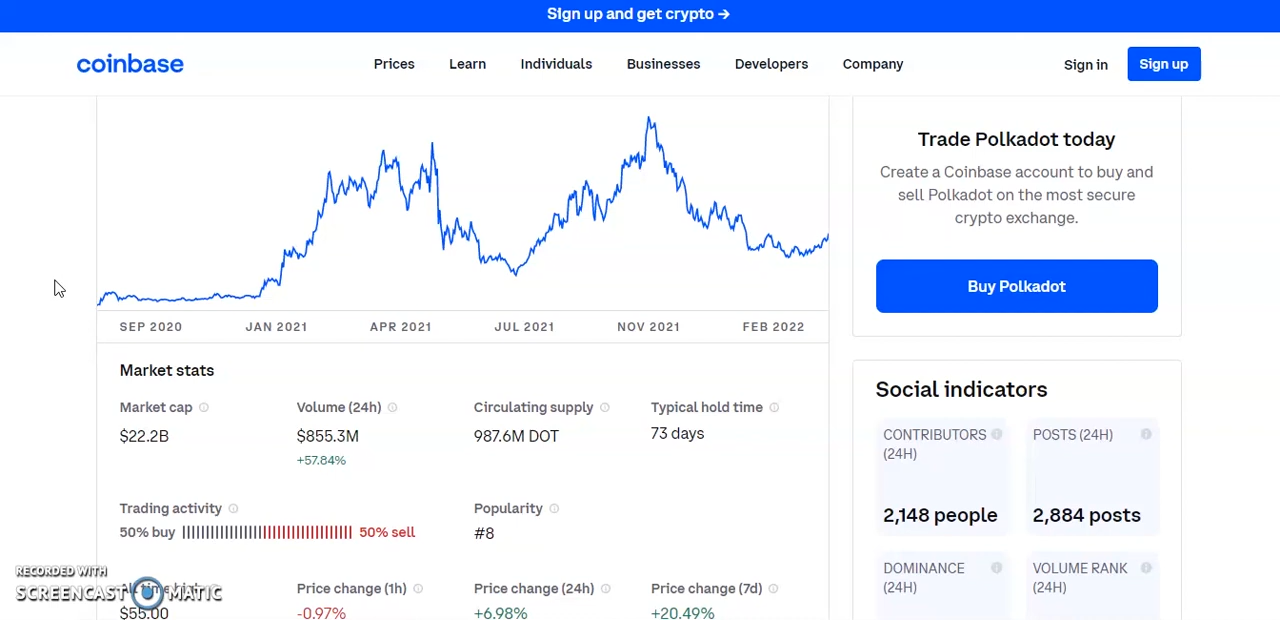 Sign up and get crypto →
coinbase
Prices Learn Individuals Businesses Developers Company Sign in Sign up
SEP 2020 JAN 2021 APR 2021 JUL 2021 NOV 2021 FEB 2022
Market stats
Market cap Volume (24h) Circulating supply Typical hold time
$22.2B $855.3M 987.6M DOT 73 days
+57.84%
Trading activity Popularity
50% buy 50% sell #8
All time high Price change (1h) Price change (24h) Price change (7d)
$55.00 -0.97% +6.98% +20.49%
Trade Polkadot today
Create a Coinbase account to buy and
sell Polkadot on the most secure
crypto exchange.
Buy Polkadot
Social indicators
CONTRIBUTORS
(24H)
2,148 people
POSTS (24H)
2,884 posts
DOMINANCE
(24H)
VOLUME RANK
(24H)
RECORDED WITH
SCREENCAST MATIC